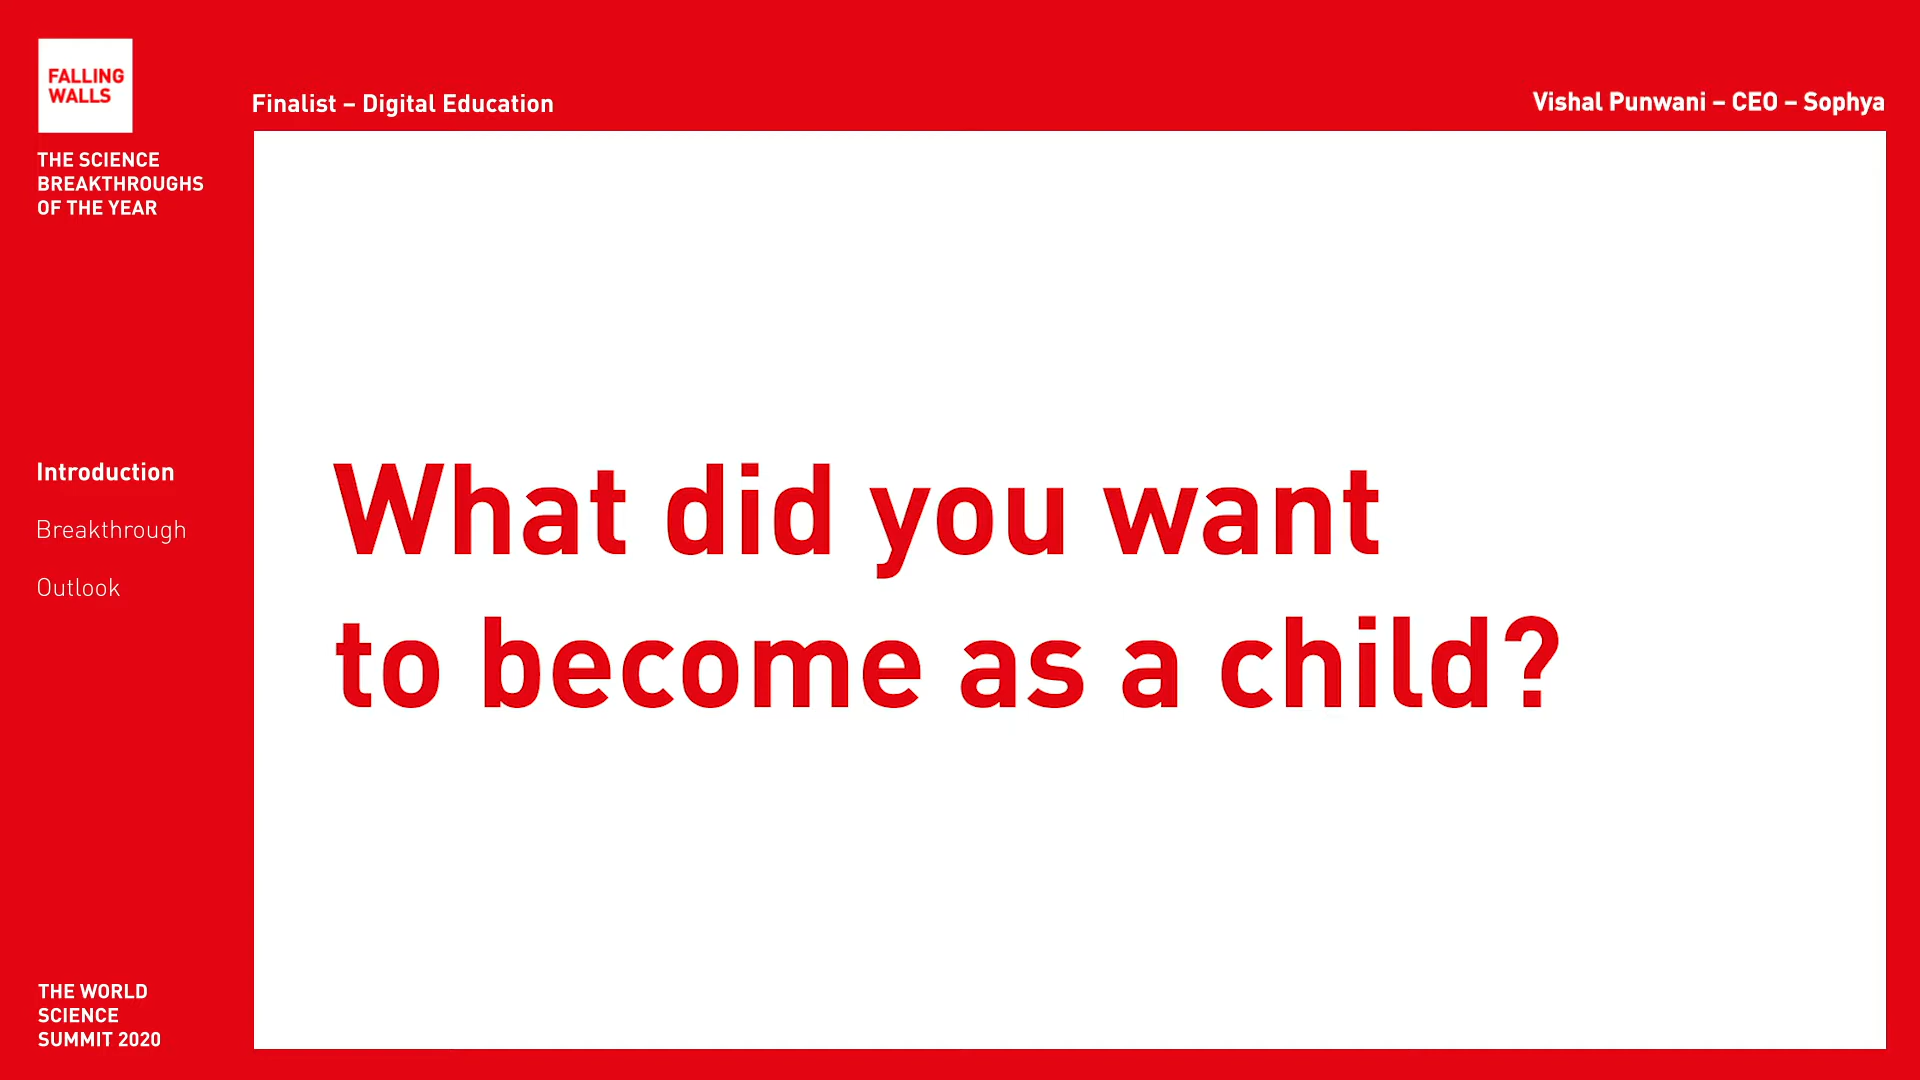 FALLING
WALLS
THE SCIENCE
BREAKTHROUGHS
OF THE YEAR
Finalist – Digital Education
Vishal Punwani – CEO – Sophya
Introduction
Breakthrough
Outlook
What did you want
to become as a child?
THE WORLD
SCIENCE
SUMMIT 2020